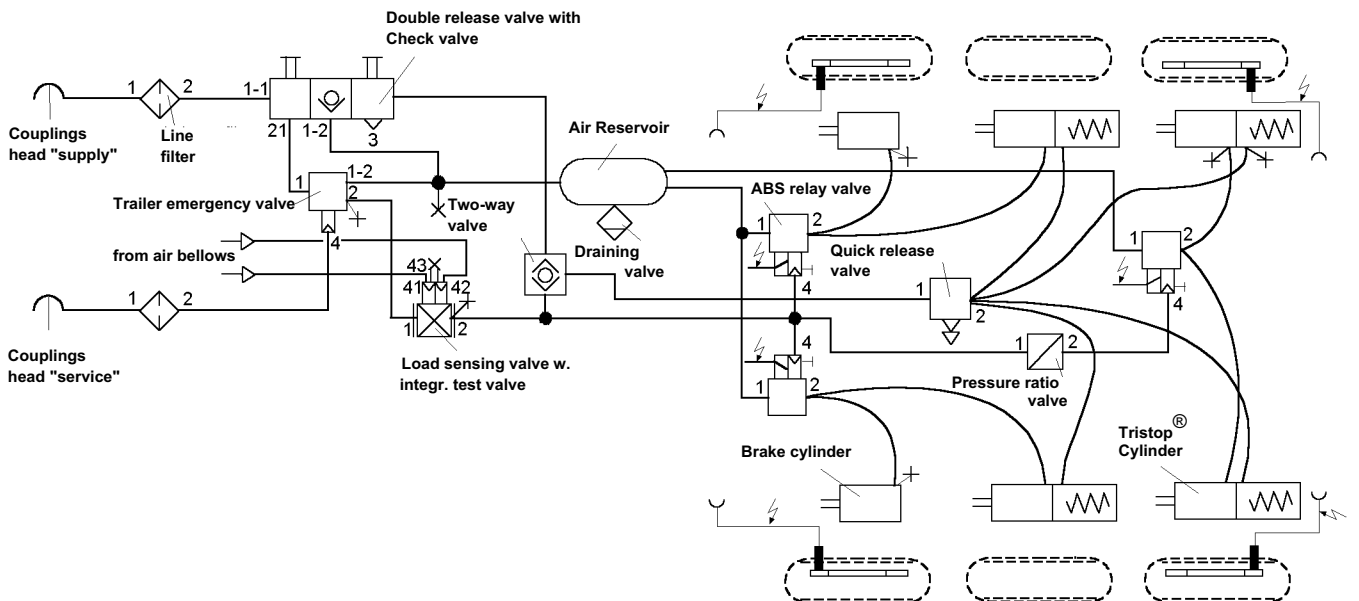 Double release valve with
Check valve
1
2
1-1
21
1-2
3
Couplings
head "supply"
Line
filter
Air Reservoir
1
1-2
2
Trailer emergency valve
4
Two-way
valve
Draining
valve
ABS relay valve
1
2
4
Quick release
valve
1
2
1
2
4
from air bellows
43
41
42
1
2
1
2
Couplings
head "service"
Load sensing valve w.
integr. test valve
4
1
2
1
2
Pressure ratio
valve
Brake cylinder
Tristop®
Cylinder